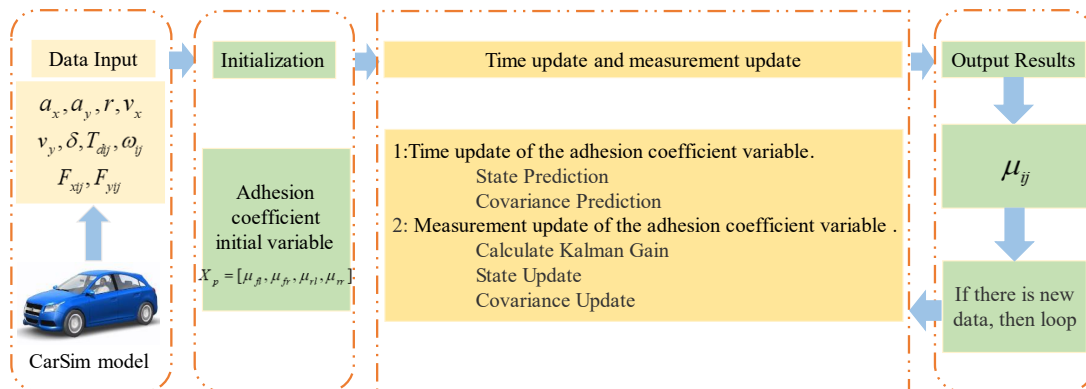 Data Input
a_x, a_y, r, v_x
v_y, δ, T_dij, ω_ij
F_xij, F_yij
CarSim model
Initialization
Adhesion
coefficient
initial variable
X_p = [μ_fl, μ_fr, μ_rl, μ_rr]
Time update and measurement update
1:Time update of the adhesion coefficient variable.
State Prediction
Covariance Prediction
2: Measurement update of the adhesion coefficient variable .
Calculate Kalman Gain
State Update
Covariance Update
Output Results
μ_ij
If there is new
data, then loop